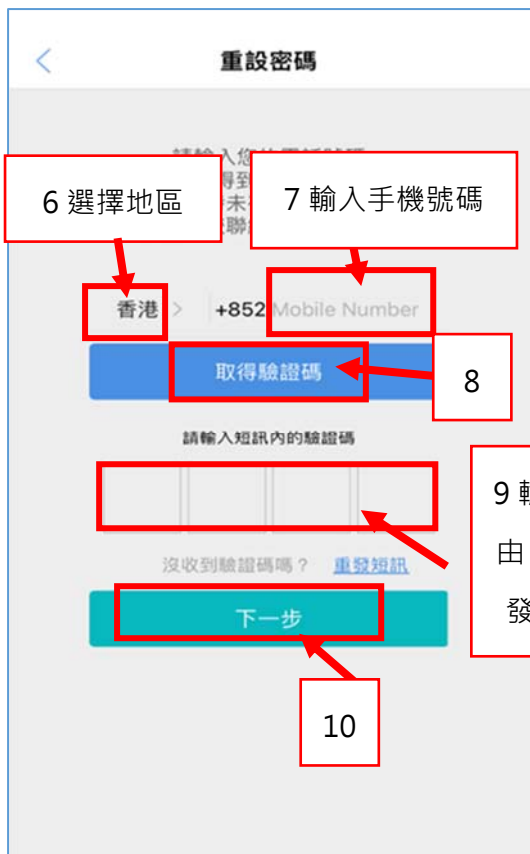 重設密碼
6 選擇地區
7 輸入手機號碼
香港 > +852 Mobile Number
取得驗證碼
8
請輸入短訊內的驗證碼
9
由
發
沒收到驗證碼嗎? 重發短訊
下一步
10